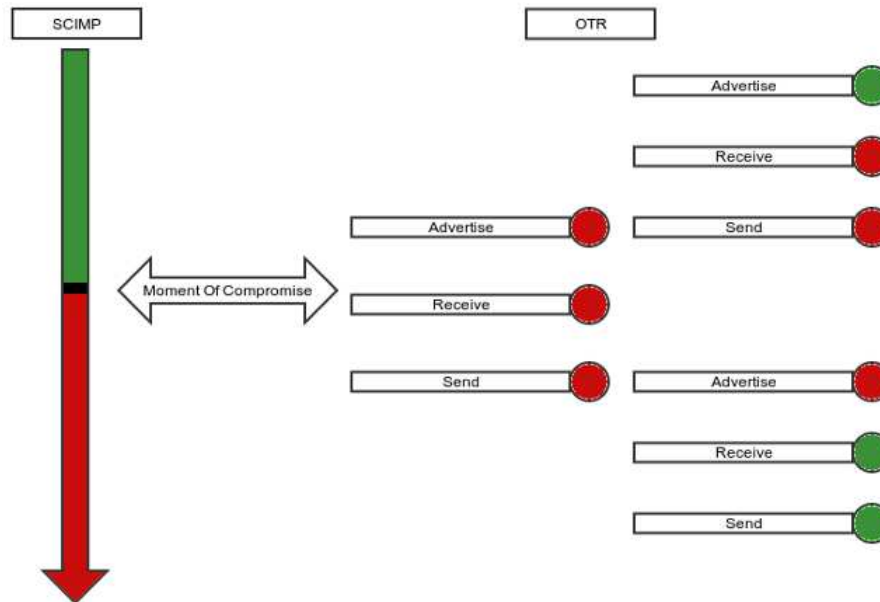 SCIMP
OTR
Advertise
Receive
Advertise
Send
Moment Of Compromise
Receive
Send
Advertise
Receive
Send